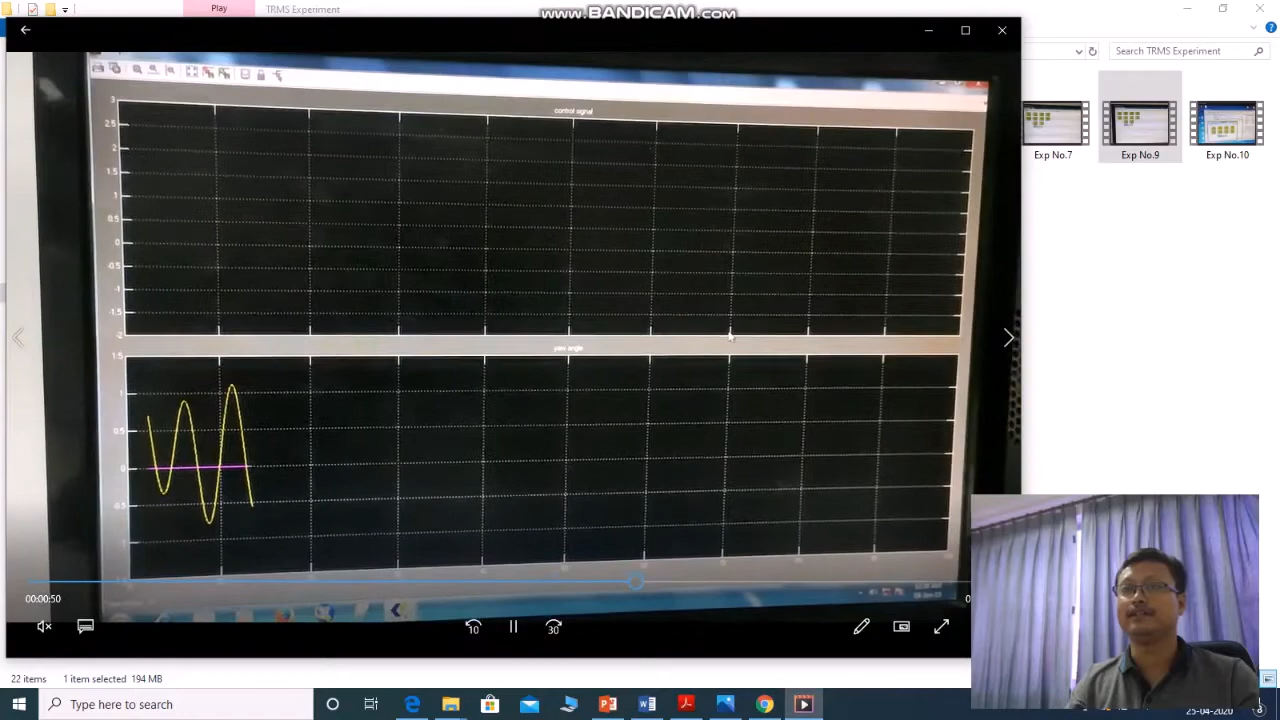 Play
TRMS Experiment
www.BANDICAM.com
Search TRMS Experiment
control signal
3
2.5
2
1.5
1
0.5
0
-0.5
-1
-1.5
-2
yaw angle
1.5
1
0.5
0
-0.5
Exp No.7
Exp No.9
Exp No.10
00:00:50
10
30
22 items
1 item selected 194 MB
Type here to search
25-04-2020